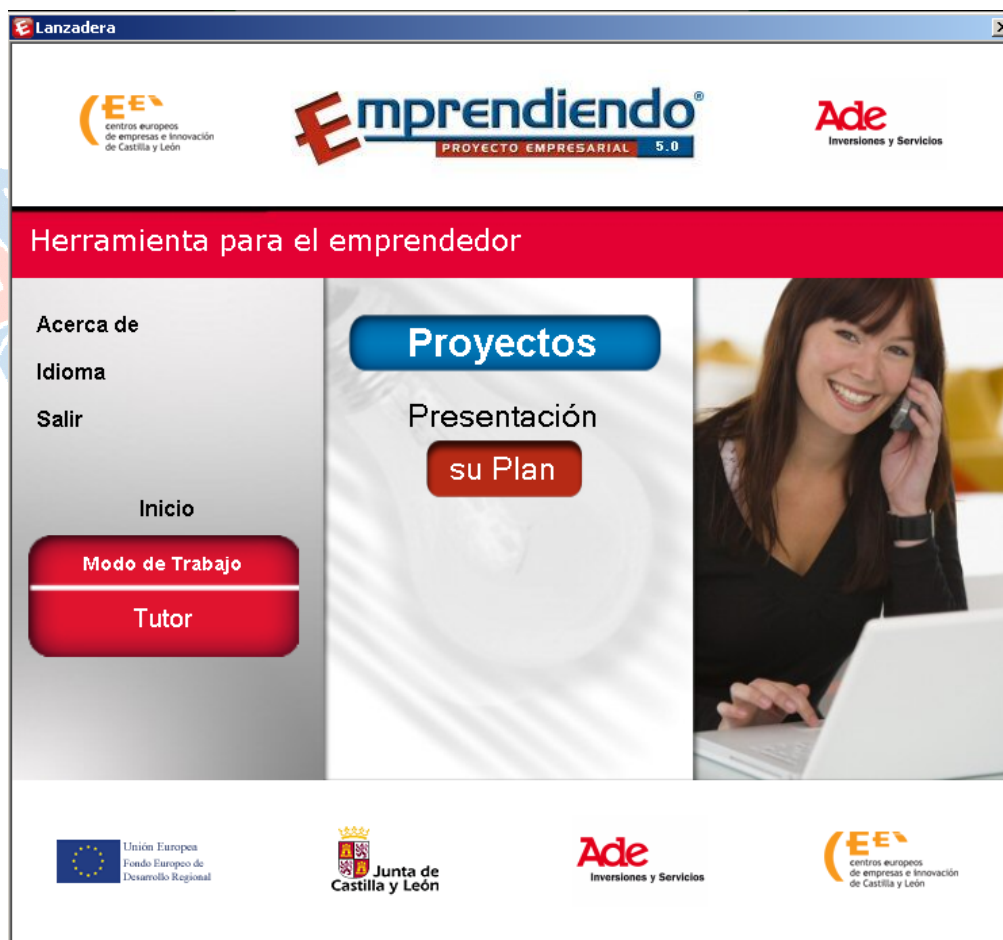 Lanzadera
CEEI
centros europeos
de empresas e innovación
de Castilla y León
Emprendiendo®
PROYECTO EMPRESARIAL 5.0
Ade
Inversiones y Servicios
Herramienta para el emprendedor
Acerca de
Idioma
Salir
Inicio
Modo de Trabajo
Tutor
Proyectos
Presentación
su Plan
Unión Europea
Fondo Europeo de
Desarrollo Regional
Junta de
Castilla y León
Ade
Inversiones y Servicios
CEEI
centros europeos
de empresas e innovación
de Castilla y León